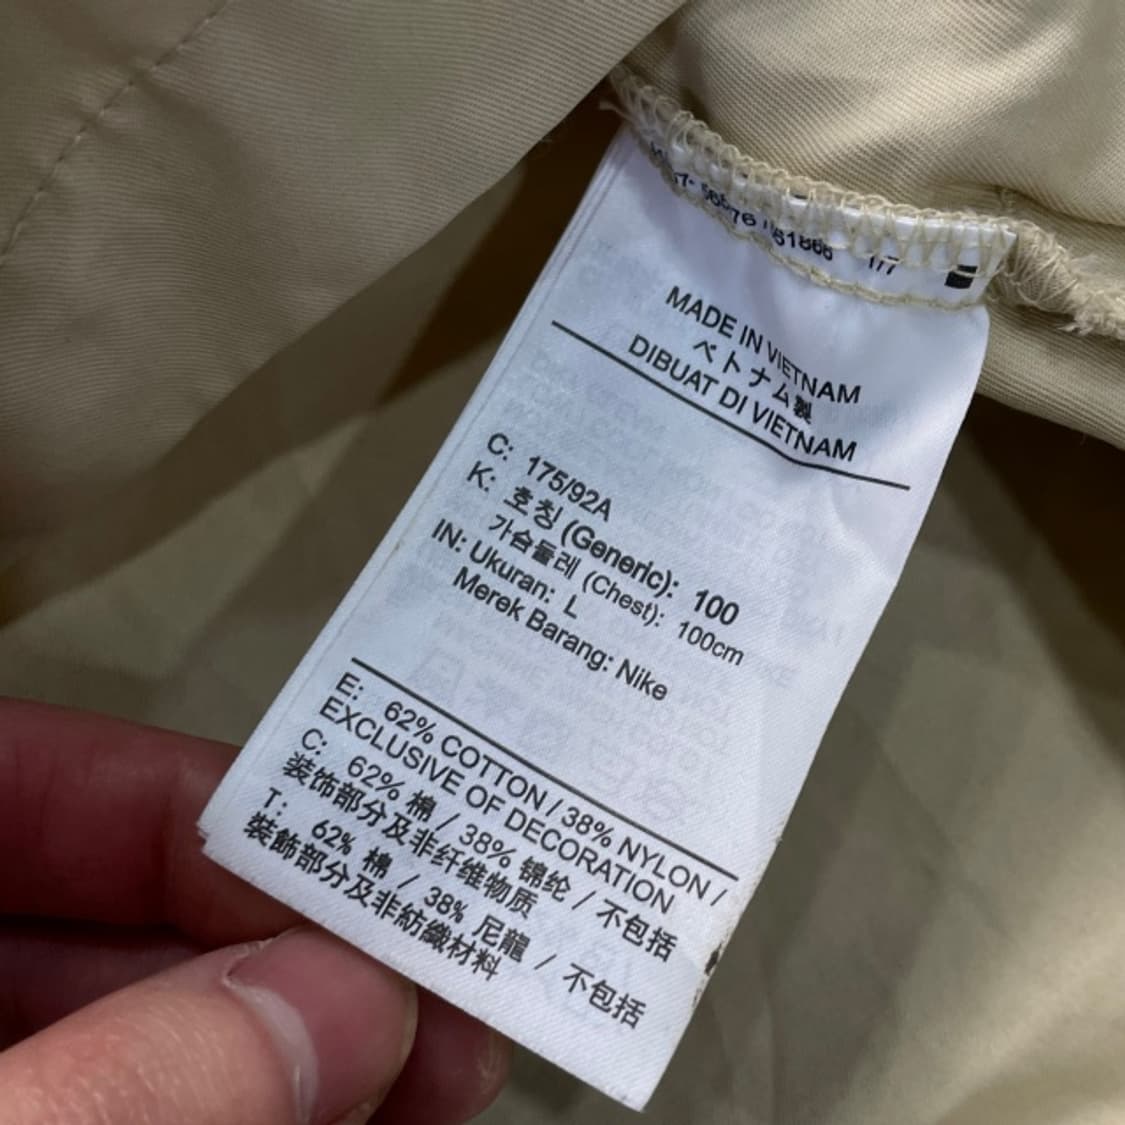 51866 1/7
MADE IN VIETNAM
ベトナム製
DIBUAT DI VIETNAM
C: 175/92A
K: 호칭 (Generic): 100
가슴둘레 (Chest): 100cm
IN: Ukuran: L
Merek Barang: Nike
E: 62% COTTON / 38% NYLON /
EXCLUSIVE OF DECORATION
C: 62% 棉 / 38% 锦纶 / 不包括
装饰部分及非纤维物质
T: 62% 棉 / 38% 尼龍 / 不包括
裝飾部分及非紡織材料